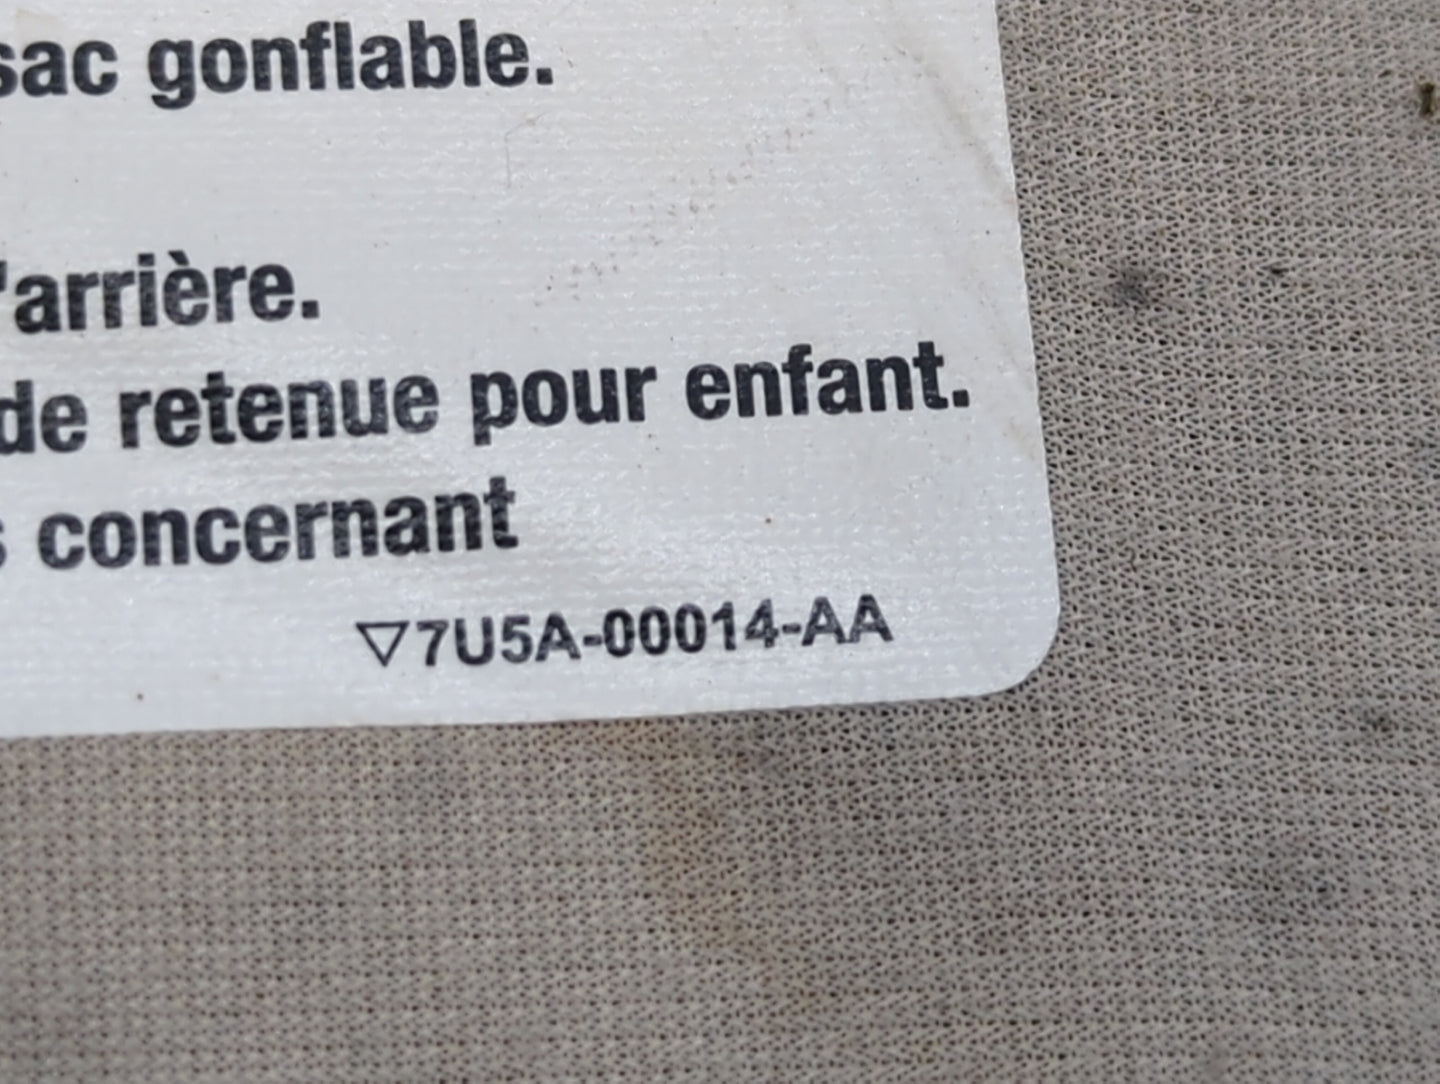 sac gonflable.
l'arrière.
de retenue pour enfant.
s concernant
▽7U5A-00014-AA